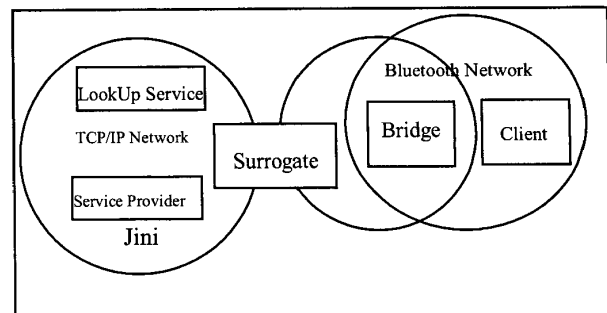 LookUp Service
TCP/IP Network
Service Provider
Jini
Surrogate
Bluetooth Network
Bridge
Client